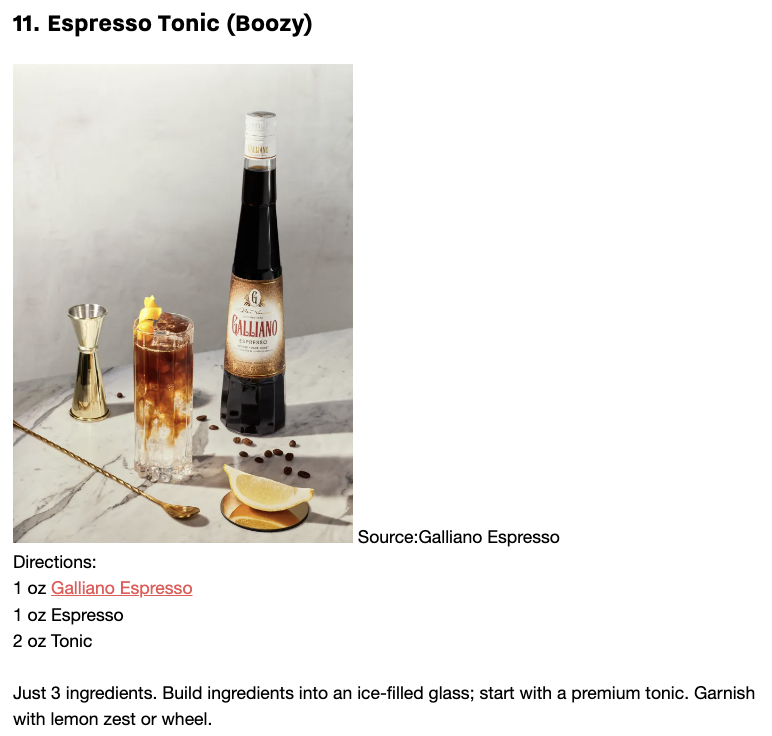 11. Espresso Tonic (Boozy)
GALLIANO
G
GALLIANO
ESPRESSO
Source:Galliano Espresso
Directions:
1 oz Galliano Espresso
1 oz Espresso
2 oz Tonic
Just 3 ingredients. Build ingredients into an ice-filled glass; start with a premium tonic. Garnish
with lemon zest or wheel.